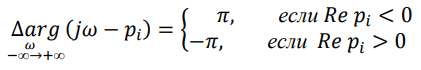 Δarg (jω − pᵢ) = { π, если Re pᵢ < 0
ω
−∞→+∞
−π, если Re pᵢ > 0